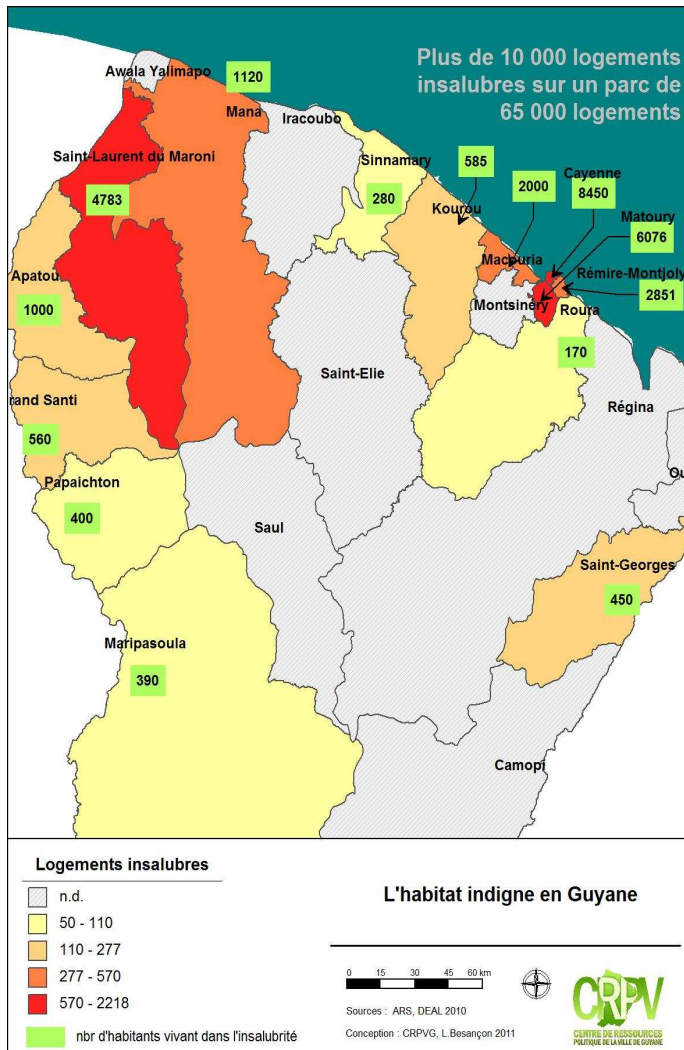 Plus de 10 000 logements
insalubres sur un parc de
65 000 logements
Awala Yalimapo
1120
Mana
Iracoubo
Saint-Laurent du Maroni
Sinnamary
585
Cayenne
4783
280
2000
8450
Kourou
Matoury
6076
Macouria
Apatou
Rémire-Montjoly
1000
Montsinéry
2851
Roura
170
Saint-Elie
rand Santi
Régina
560
Papaichton
Ou
400
Saul
Saint-Georges
450
Maripasoula
390
Camopi
Logements insalubres
n.d.
50 - 110
110 - 277
277 - 570
570 - 2218
nbr d'habitants vivant dans l'insalubrité
L'habitat indigne en Guyane
0 15 30 45 60 km
Sources : ARS, DEAL 2010
Conception : CRPVG, L.Besançon 2011
CRPV
CENTRE DE RESSOURCES
POLITIQUE DE LA VILLE DE GUYANE